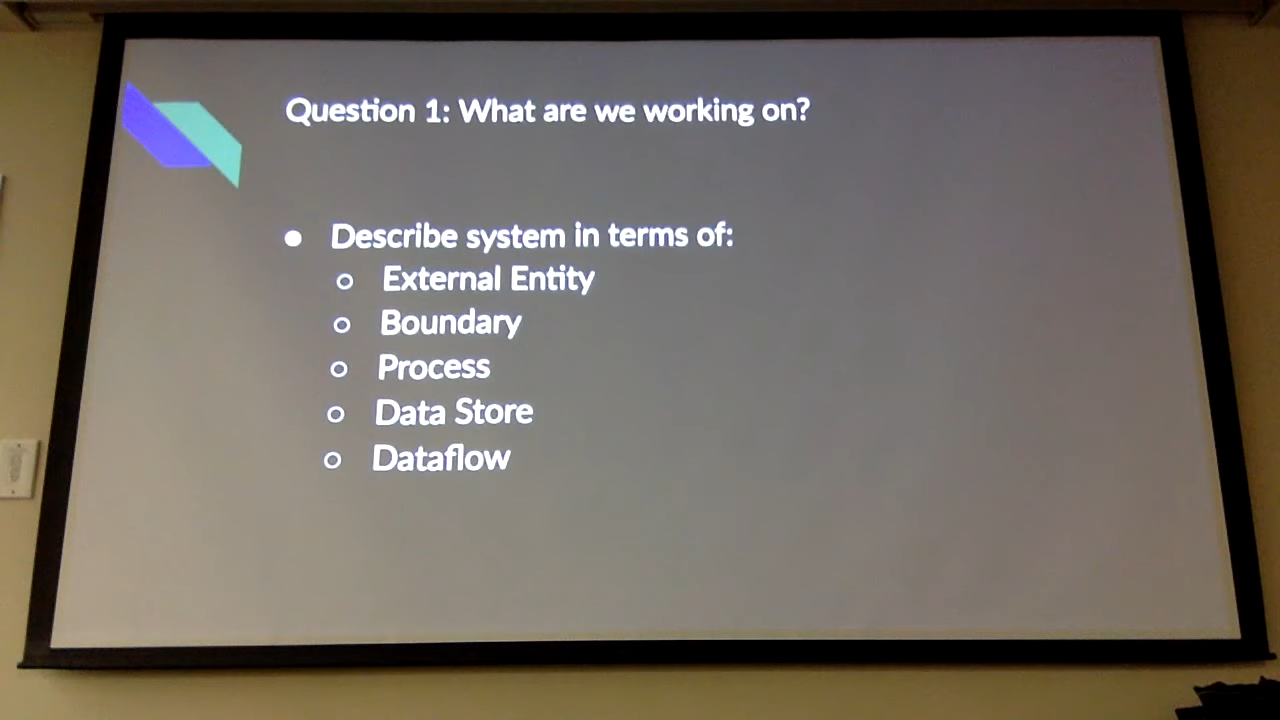 Question 1: What are we working on?
● Describe system in terms of:
○ External Entity
○ Boundary
○ Process
○ Data Store
○ Dataflow